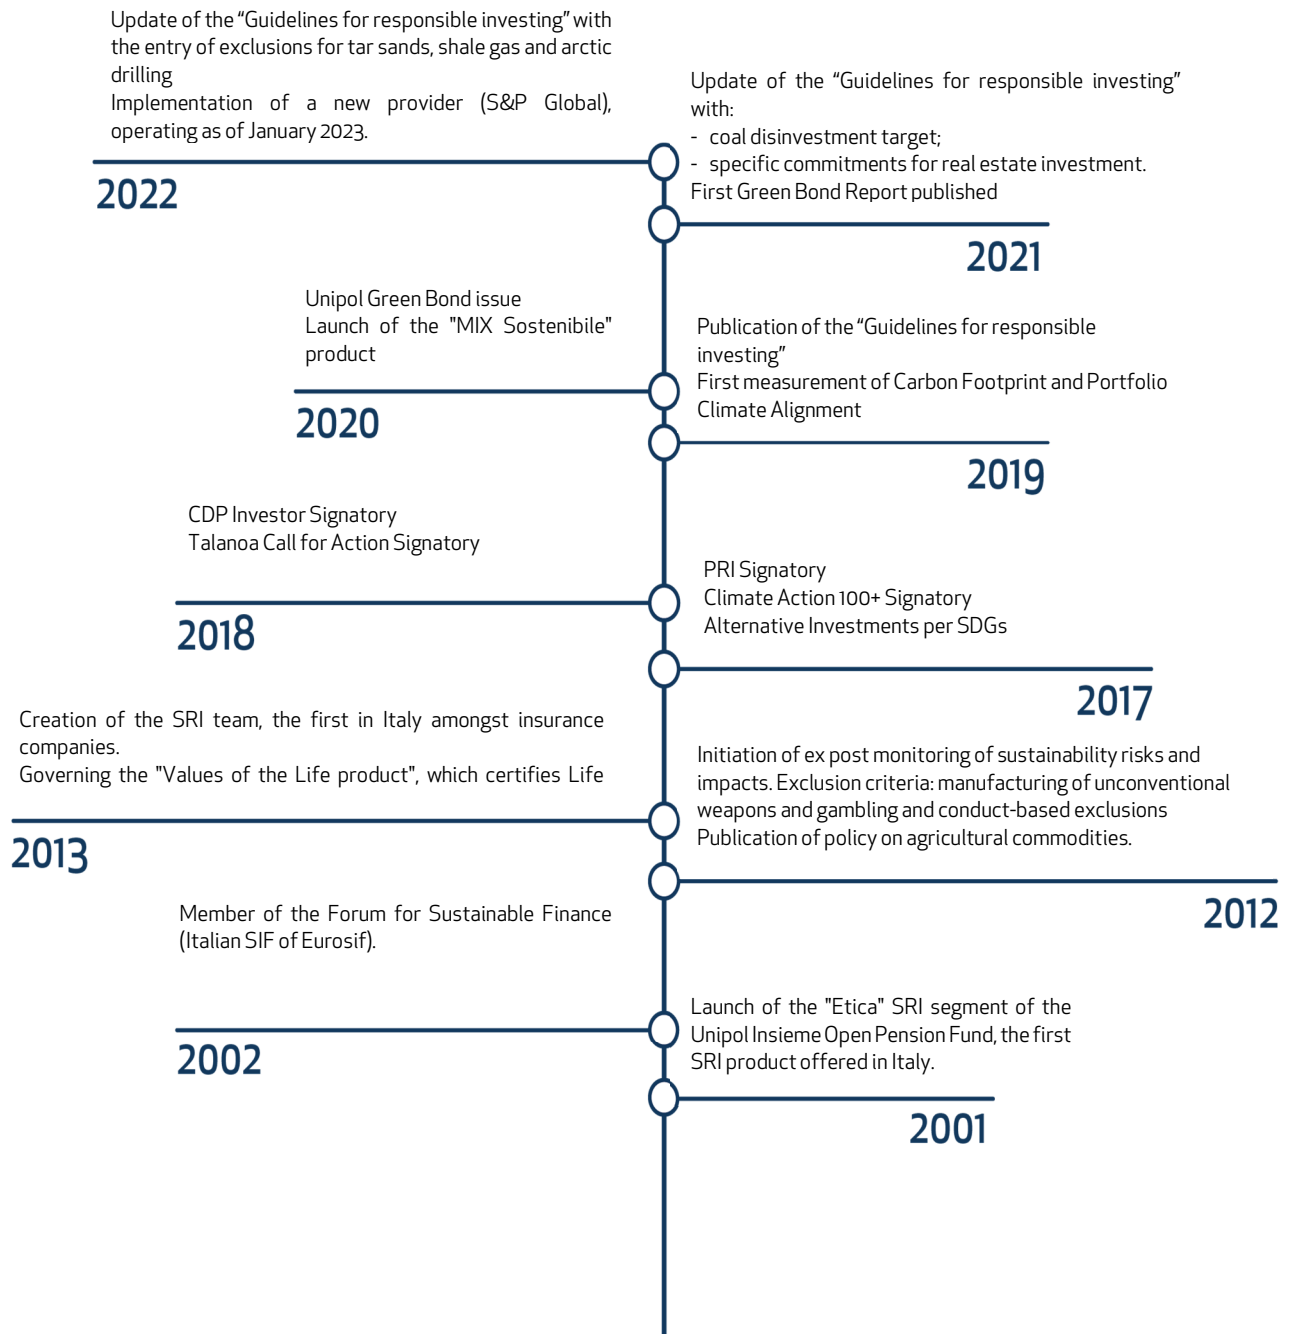 Update of the “Guidelines for responsible investing” with
the entry of exclusions for tar sands, shale gas and arctic
drilling
Implementation of a new provider (S&P Global),
operating as of January 2023.
2022
Update of the “Guidelines for responsible investing”
with:
- coal disinvestment target;
- specific commitments for real estate investment.
First Green Bond Report published
2021
Unipol Green Bond issue
Launch of the "MIX Sostenibile"
product
2020
Publication of the “Guidelines for responsible
investing”
First measurement of Carbon Footprint and Portfolio
Climate Alignment
2019
CDP Investor Signatory
Talanoa Call for Action Signatory
2018
PRI Signatory
Climate Action 100+ Signatory
Alternative Investments per SDGs
2017
Creation of the SRI team, the first in Italy amongst insurance
companies.
Governing the "Values of the Life product", which certifies Life
2013
Initiation of ex post monitoring of sustainability risks and
impacts. Exclusion criteria: manufacturing of unconventional
weapons and gambling and conduct-based exclusions
Publication of policy on agricultural commodities.
2012
Member of the Forum for Sustainable Finance
(Italian SIF of Eurosif).
2002
Launch of the "Etica" SRI segment of the
Unipol Insieme Open Pension Fund, the first
SRI product offered in Italy.
2001